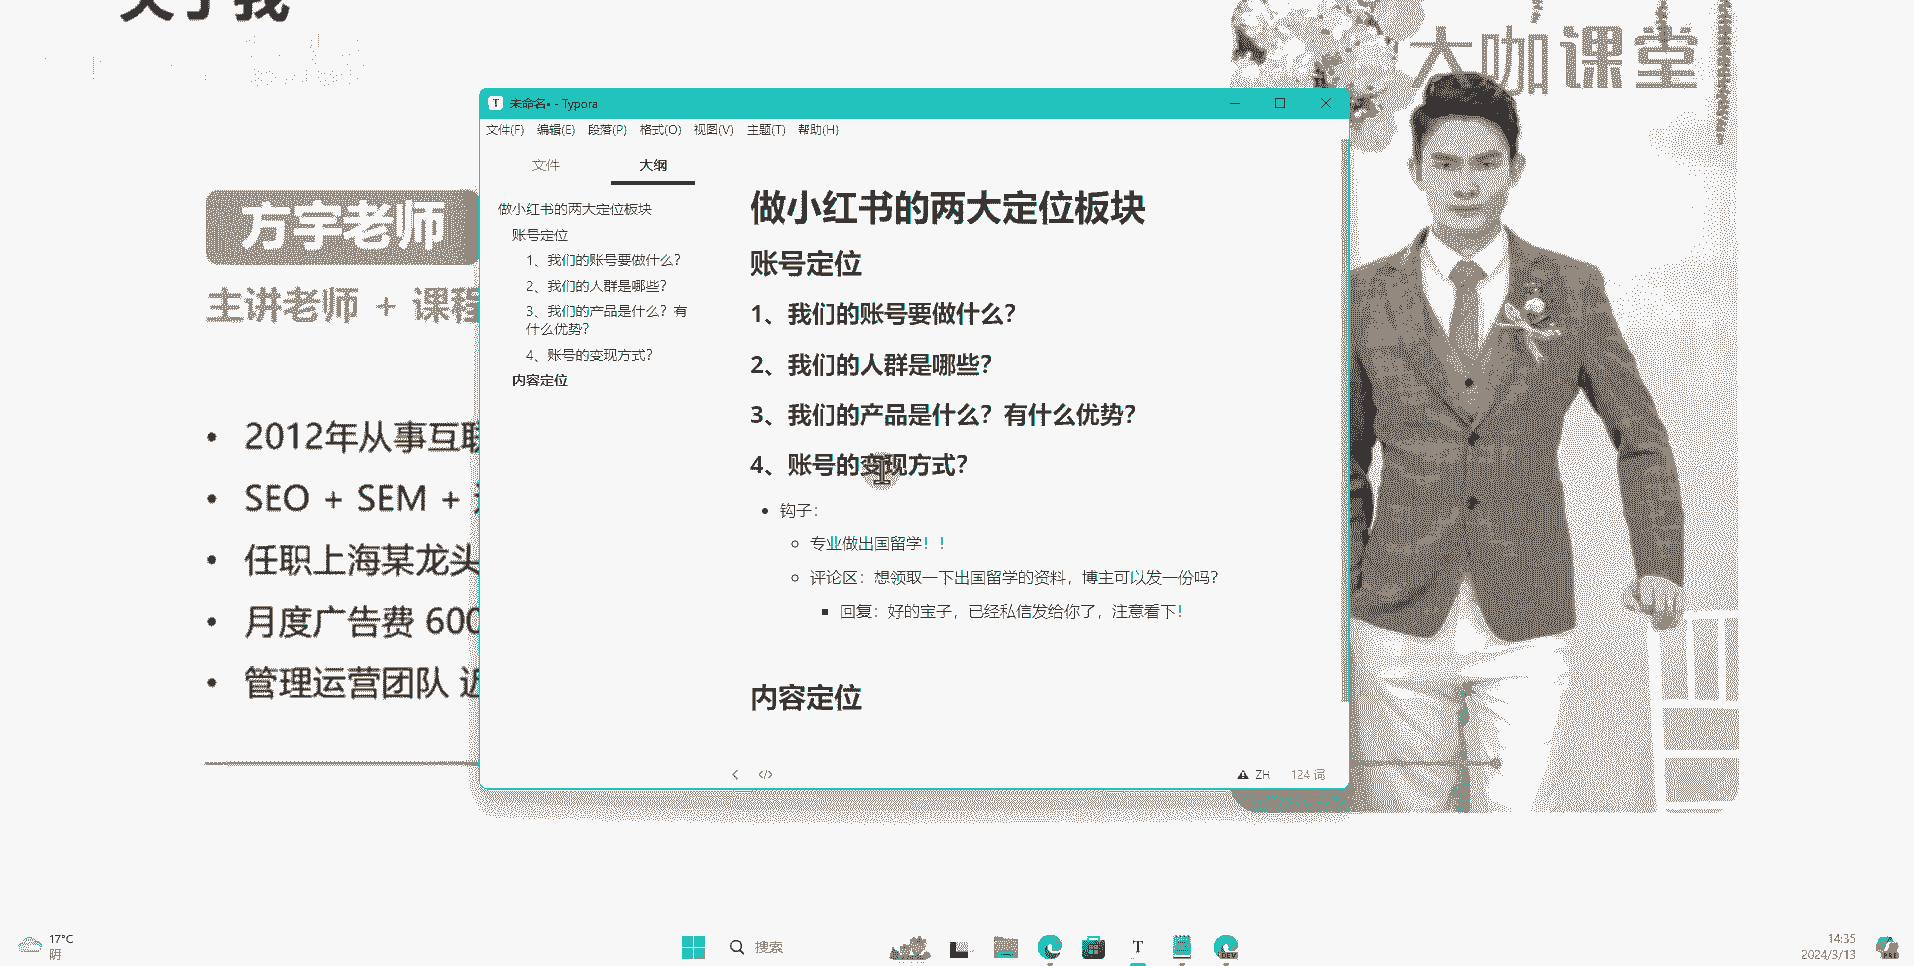 大咖课堂
方宇老师
主讲老师 + 课程
2012年从事互联
SEO + SEM +
任职上海某龙头
月度广告费 600
管理运营团队 近
未命名• - Typora
文件(F) 编辑(E) 段落(P) 格式(O) 视图(V) 主题(T) 帮助(H)
文件 大纲
做小红书的两大定位板块
账号定位
1、我们的账号要做什么？
2、我们的人群是哪些？
3、我们的产品是什么？有
什么优势？
4、账号的变现方式？
内容定位
做小红书的两大定位板块
账号定位
1、我们的账号要做什么？
2、我们的人群是哪些？
3、我们的产品是什么？有什么优势？
4、账号的变现方式？
钩子：
专业做出国留学！！
评论区：想领取一下出国留学的资料，博主可以发一份吗？
回复：好的宝子，已经私信发给你了，注意看下！
内容定位
ZH 124 词
17°C
阴
搜索
T
DEV
14:35
2024/3/13
PRE